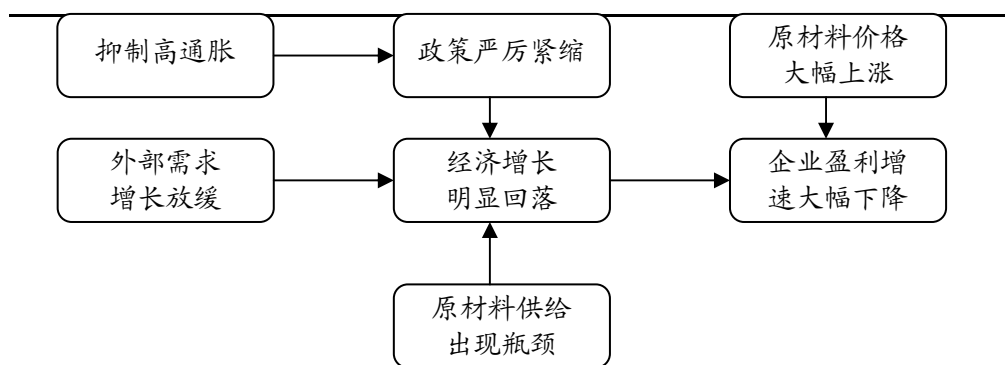 抑制高通胀
政策严厉紧缩
原材料价格
大幅上涨
外部需求
增长放缓
经济增长
明显回落
企业盈利增
速大幅下降
原材料供给
出现瓶颈